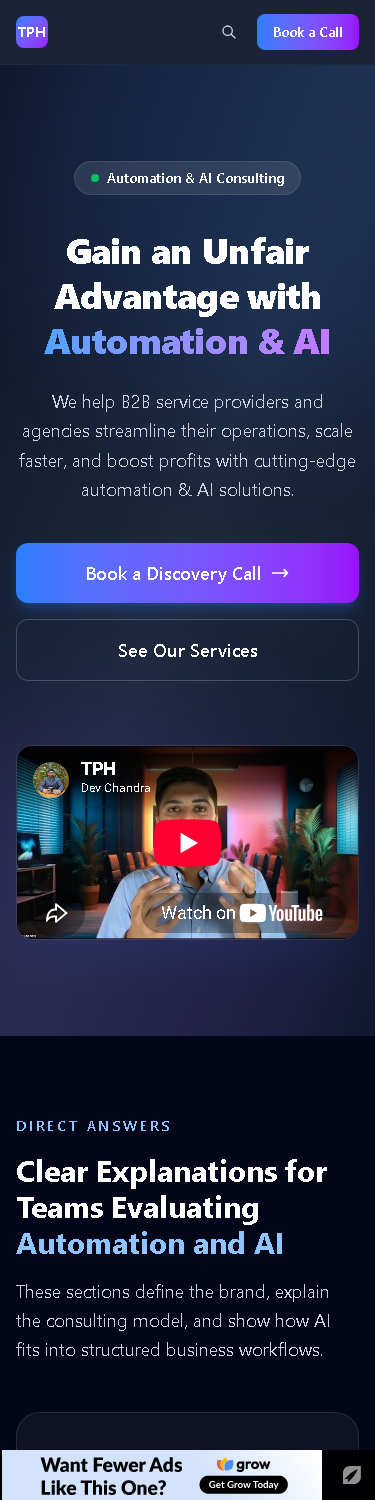 TPH
Book a Call
Automation & AI Consulting
Gain an Unfair
Advantage with
Automation & AI
We help B2B service providers and
agencies streamline their operations, scale
faster, and boost profits with cutting-edge
automation & AI solutions.
Book a Discovery Call →
See Our Services
TPH
Dev Chandra
Watch on YouTube
DIRECT ANSWERS
Clear Explanations for
Teams Evaluating
Automation and AI
These sections define the brand, explain
the consulting model, and show how AI
fits into structured business workflows.
Want Fewer Ads
Like This One?
grow
Get Grow Today